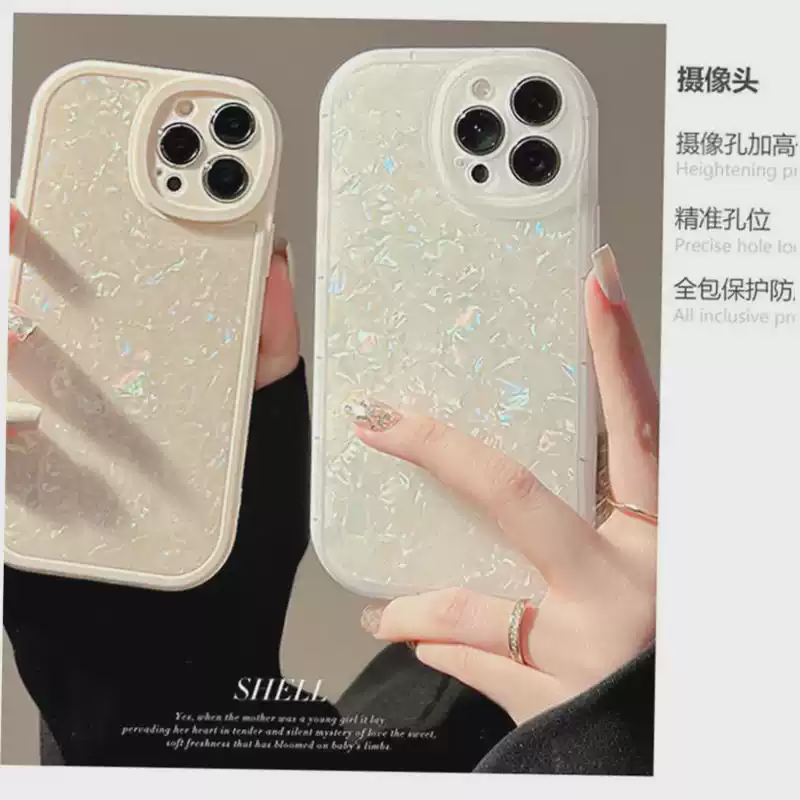 摄像头
摄像孔加高
Heightening
精准孔位
Precise hole
全包保护防
All inclusive
SHELL
Yes, when the mother was a young girl it lay
pervading her heart in tender-and silent mystery of love the sweet,
soft freshness that has bloomed on baby's limbs.